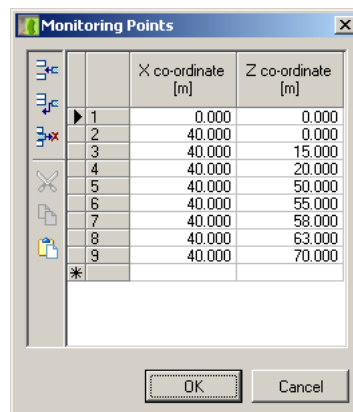 Monitoring Points
X co-ordinate [m] Z co-ordinate [m]
1 0.000 0.000
2 40.000 0.000
3 40.000 15.000
4 40.000 20.000
5 40.000 50.000
6 40.000 55.000
7 40.000 58.000
8 40.000 63.000
9 40.000 70.000
OK Cancel